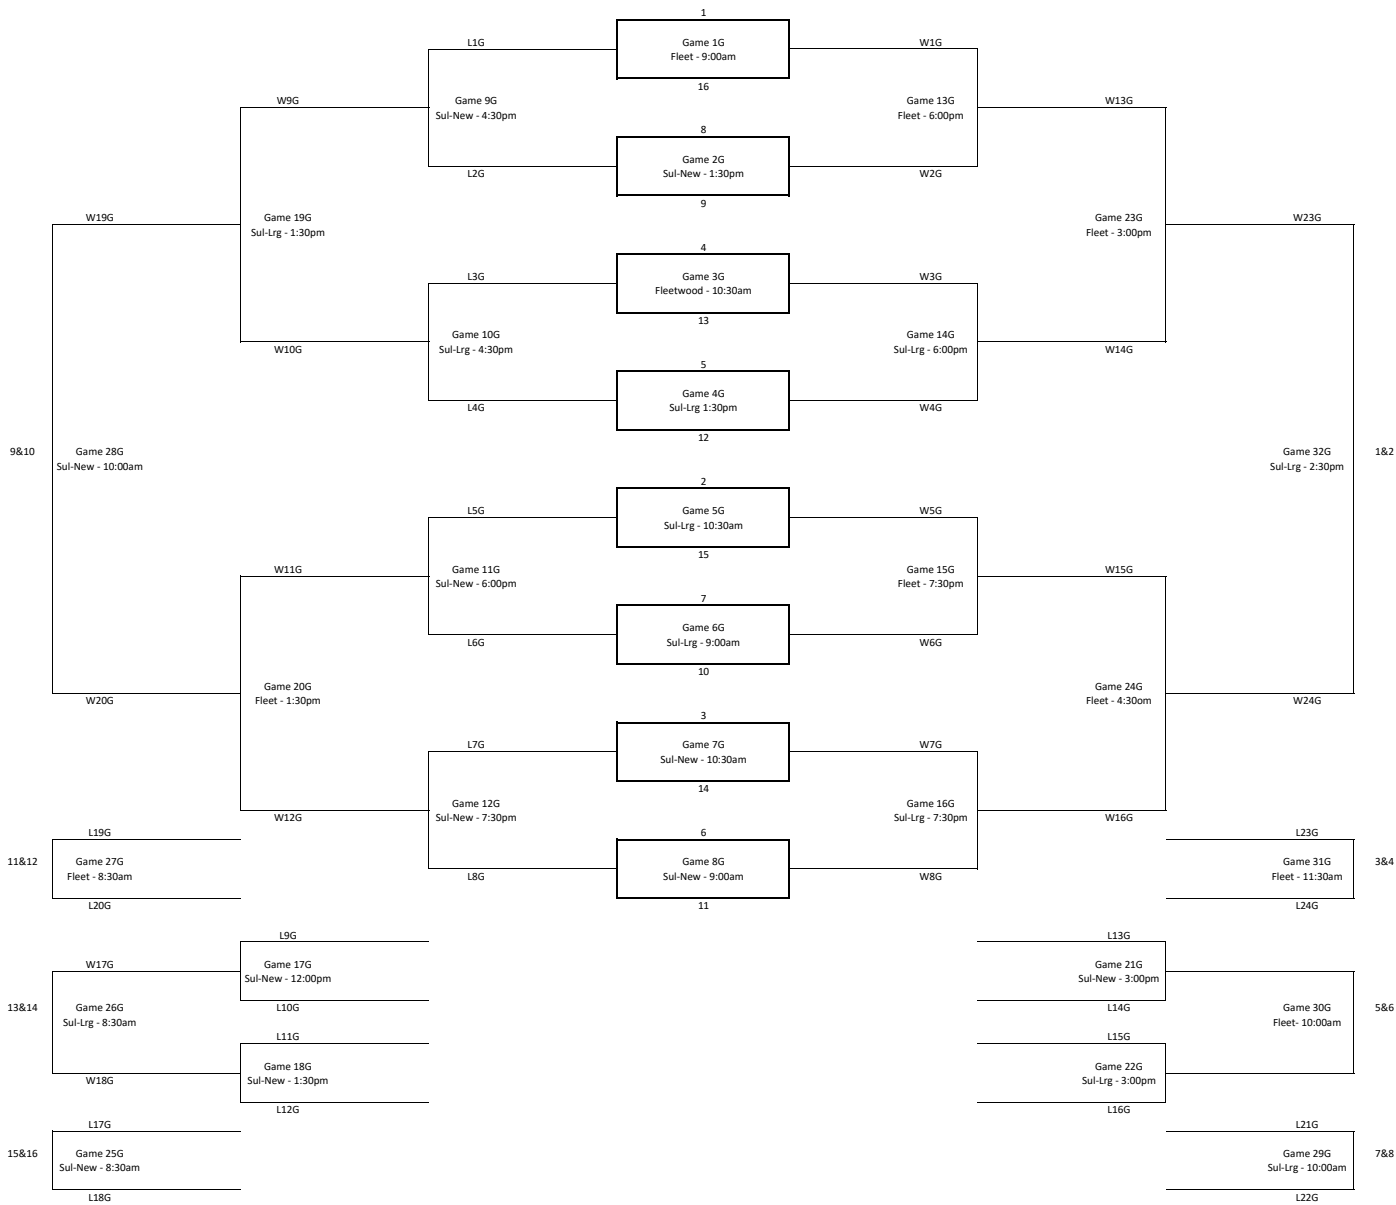 1
L1G
Game 1G
W1G
Fleet - 9:00am
16
W9G
Game 9G
Game 13G
W13G
Sul-New - 4:30pm
Fleet - 6:00pm
8
Game 2G
L2G
Sul-New - 1:30pm
W2G
9
W19G
Game 19G
Game 23G
W23G
Sul-Lrg - 1:30pm
Fleet - 3:00pm
4
L3G
Game 3G
W3G
Fleetwood - 10:30am
13
Game 10G
Game 14G
W10G
Sul-Lrg - 4:30pm
Sul-Lrg - 6:00pm
W14G
5
Game 4G
L4G
Sul-Lrg 1:30pm
W4G
12
9&10
Game 28G
Game 32G
1&2
Sul-New - 10:00am
Sul-Lrg - 2:30pm
2
L5G
Game 5G
W5G
Sul-Lrg - 10:30am
15
W11G
Game 11G
Game 15G
W15G
Sul-New - 6:00pm
Fleet - 7:30pm
7
Game 6G
L6G
Sul-Lrg - 9:00am
W6G
10
Game 20G
Game 24G
W20G
Fleet - 1:30pm
Fleet - 4:30om
W24G
3
L7G
Game 7G
W7G
Sul-New - 10:30am
14
Game 12G
Game 16G
W12G
Sul-New - 7:30pm
Sul-Lrg - 7:30pm
W16G
L19G
6
L23G
11&12
Game 27G
Game 8G
Game 31G
3&4
Fleet - 8:30am
L8G
Sul-New - 9:00am
W8G
Fleet - 11:30am
L20G
11
L24G
L9G
L13G
W17G
Game 17G
Game 21G
Sul-New - 12:00pm
Sul-New - 3:00pm
13&14
Game 26G
L10G
L14G
Game 30G
5&6
Sul-Lrg - 8:30am
Fleet- 10:00am
L11G
L15G
Game 18G
Game 22G
W18G
Sul-New - 1:30pm
Sul-Lrg - 3:00pm
L12G
L16G
L17G
L21G
15&16
Game 25G
Game 29G
7&8
Sul-New - 8:30am
Sul-Lrg - 10:00am
L18G
L22G